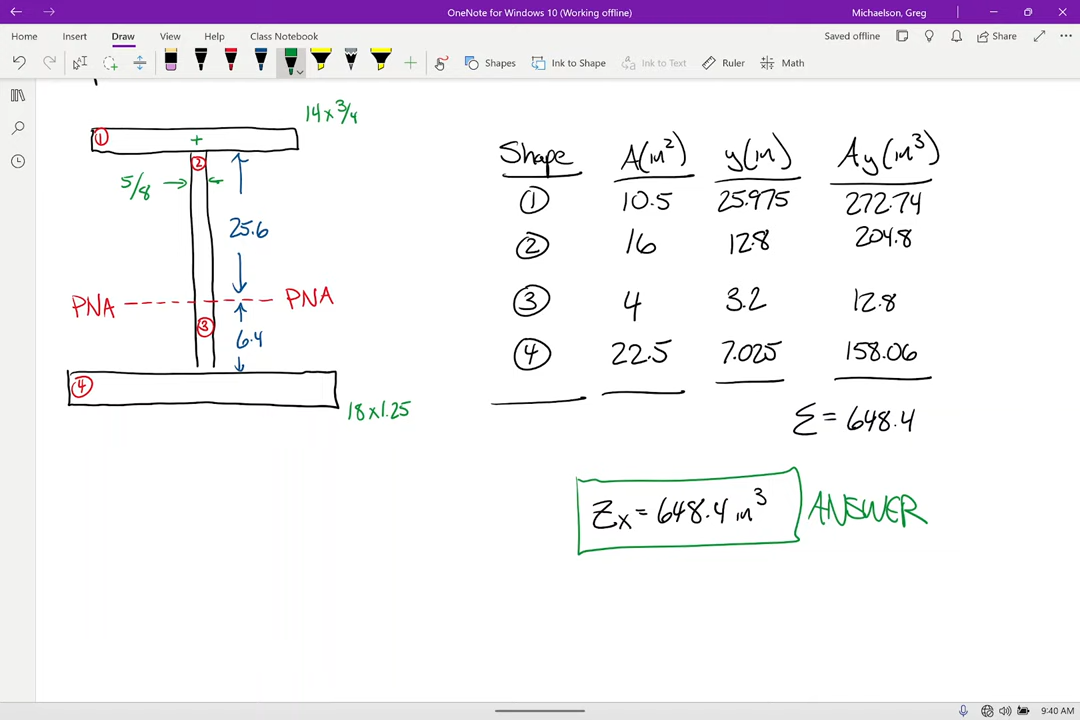 OneNote for Windows 10 (Working offline)
Michaelson, Greg
Home Insert Draw View Help Class Notebook
Saved offline
Share
Shapes
Ink to Shape
Ink to Text
Ruler
Math
14 x 3/4
①
+
②
5/8
25.6
PNA
PNA
③
6.4
④
18 x 1.25
Shape A(in²) y(in) Ay(in³)
① 10.5 25.975 272.74
② 16 12.8 204.8
③ 4 3.2 12.8
④ 22.5 7.025 158.06
Σ = 648.4
Zx = 648.4 in³ ANSWER
9:40 AM